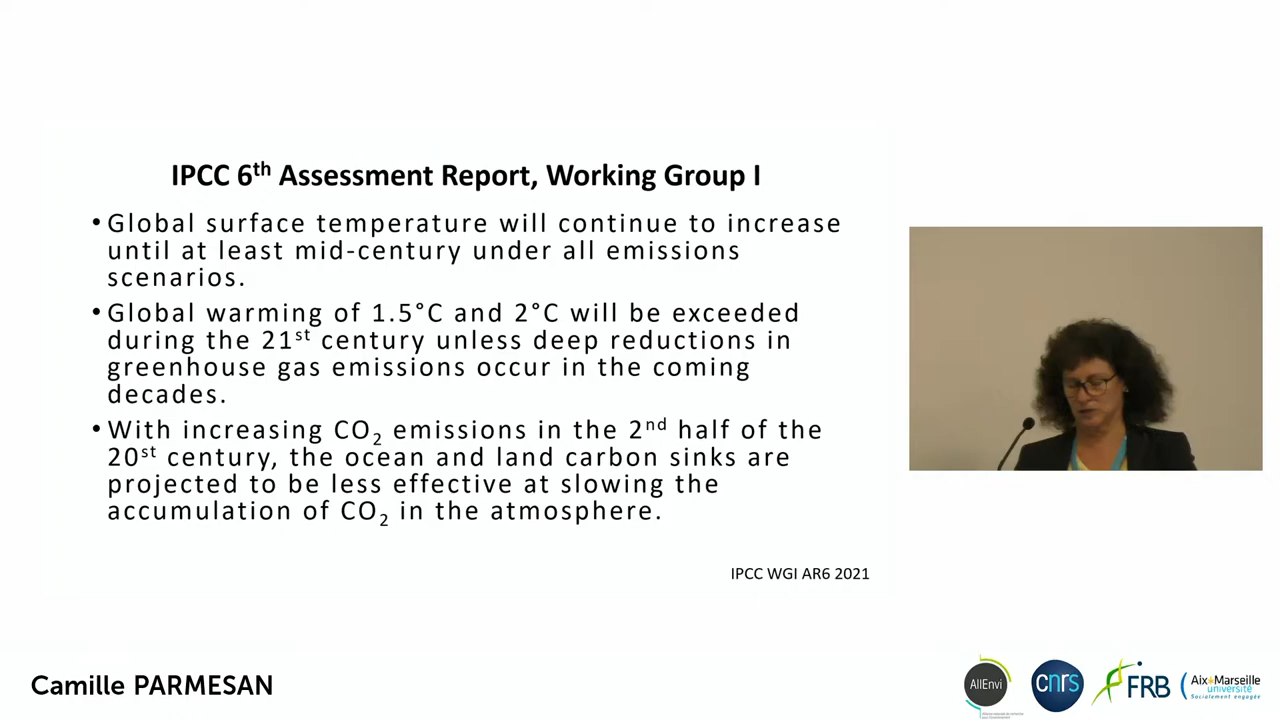 IPCC 6th Assessment Report, Working Group I
• Global surface temperature will continue to increase
until at least mid-century under all emissions
scenarios.
• Global warming of 1.5°C and 2°C will be exceeded
during the 21st century unless deep reductions in
greenhouse gas emissions occur in the coming
decades.
• With increasing CO2 emissions in the 2nd half of the
20st century, the ocean and land carbon sinks are
projected to be less effective at slowing the
accumulation of CO2 in the atmosphere.
IPCC WGI AR6 2021
Camille PARMESAN
AllEnvi
cnrs
FRB
Aix Marseille
université
Socialement engagée